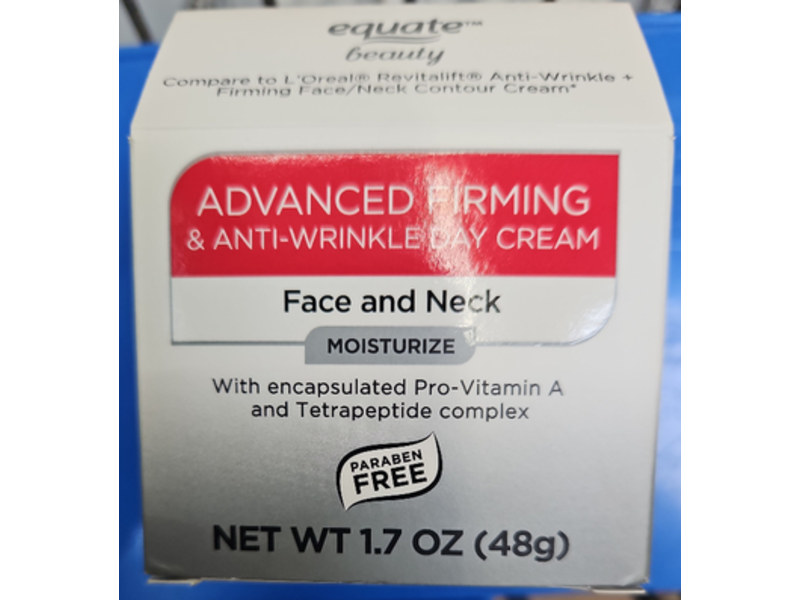 equate™
beauty
Compare to L'Oreal® Revitalift® Anti-Wrinkle +
Firming Face/Neck Contour Cream*
ADVANCED FIRMING
& ANTI-WRINKLE DAY CREAM
Face and Neck
MOISTURIZE
With encapsulated Pro-Vitamin A
and Tetrapeptide complex
PARABEN
FREE
NET WT 1.7 OZ (48g)